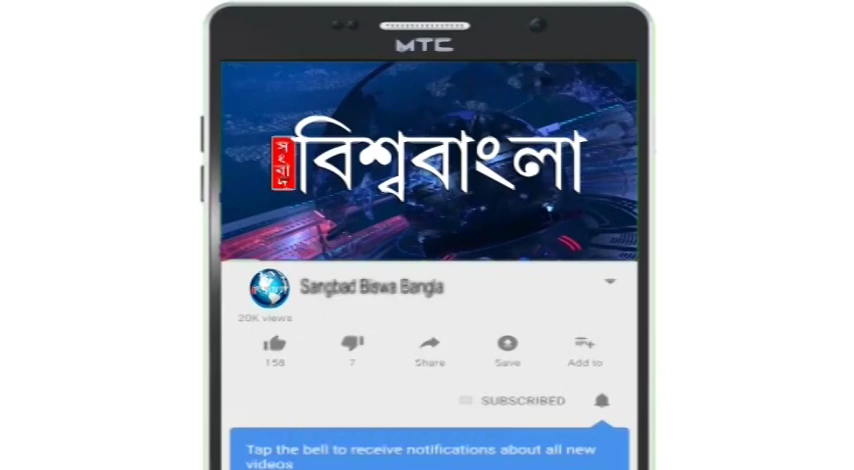 MTC
সংবাদ
বিশ্ববাংলা
Sangbad Biswa Bangla
20K views
158 7 Share Save Add to
SUBSCRIBED
Tap the bell to receive notifications about all new
videos